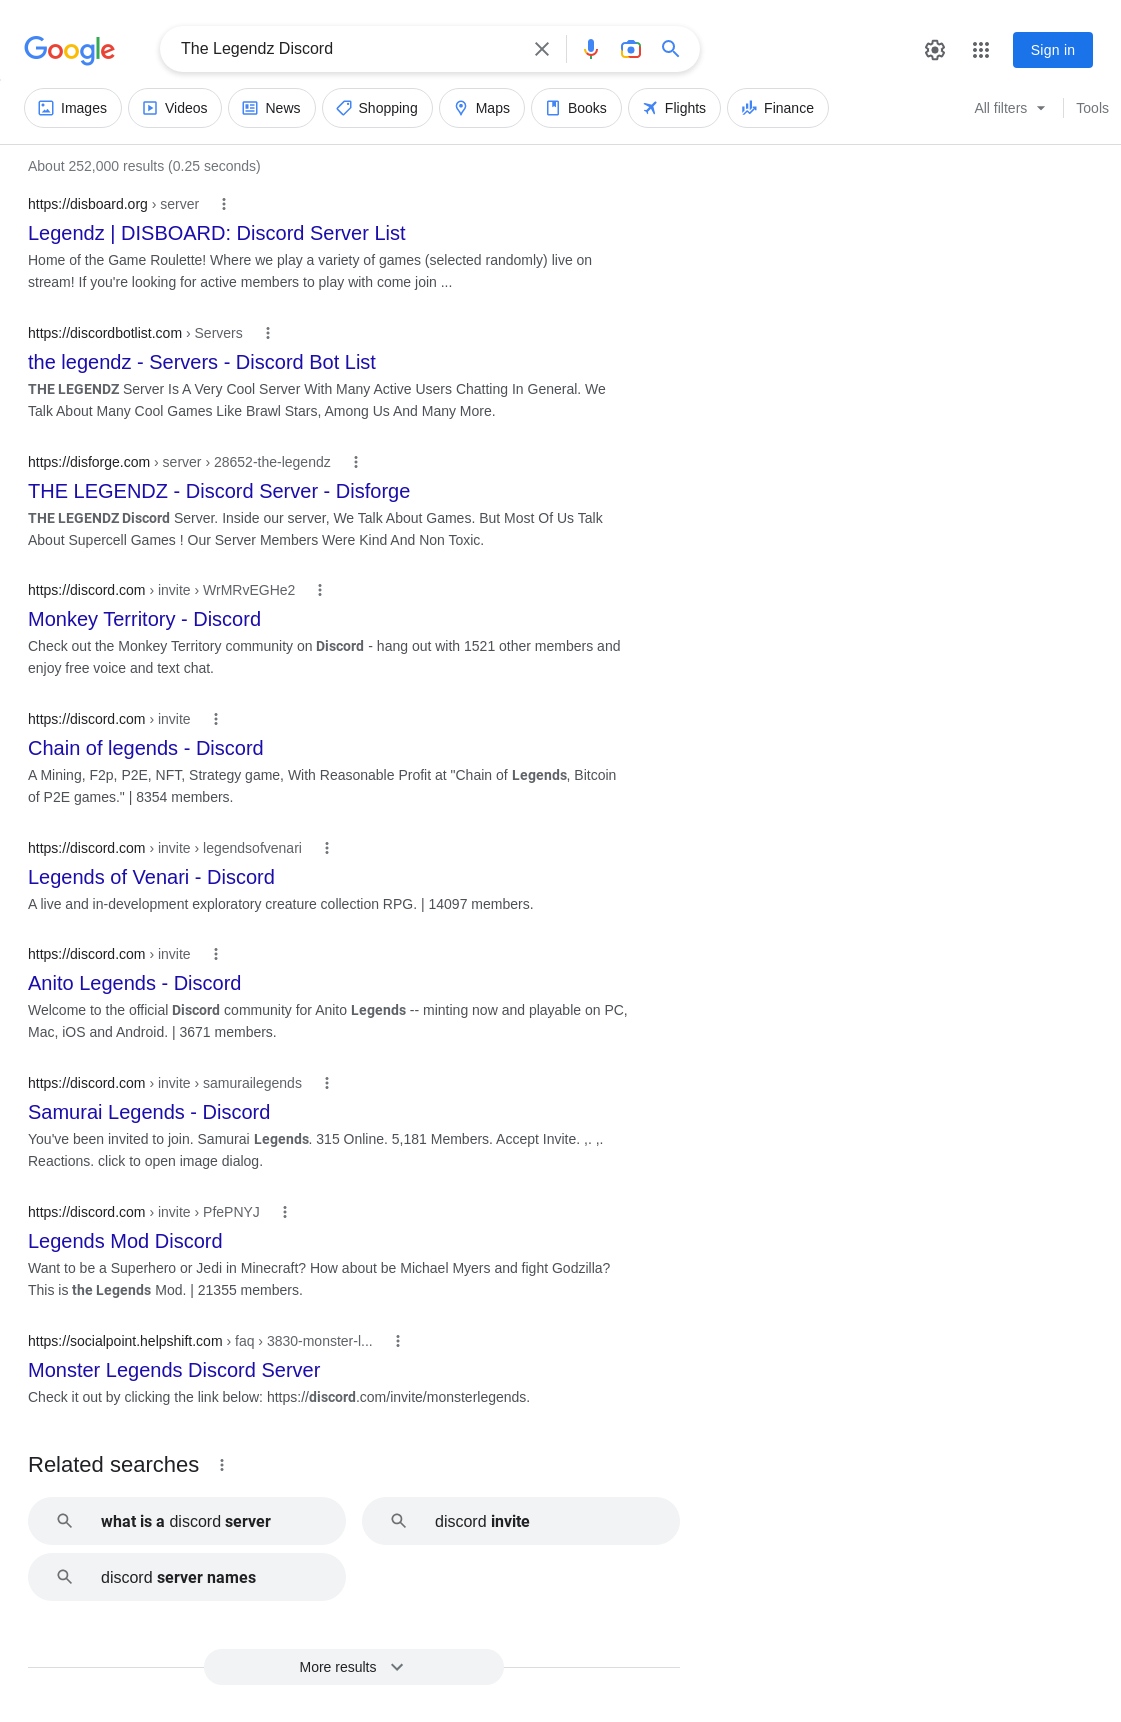 Google
The Legendz Discord
Sign in
Images Videos News Shopping Maps Books Flights Finance All filters Tools
About 252,000 results (0.25 seconds)
https://disboard.org › server
Legendz | DISBOARD: Discord Server List
Home of the Game Roulette! Where we play a variety of games (selected randomly) live on
stream! If you're looking for active members to play with come join ...
https://discordbotlist.com › Servers
the legendz - Servers - Discord Bot List
THE LEGENDZ Server Is A Very Cool Server With Many Active Users Chatting In General. We
Talk About Many Cool Games Like Brawl Stars, Among Us And Many More.
https://disforge.com › server › 28652-the-legendz
THE LEGENDZ - Discord Server - Disforge
THE LEGENDZ Discord Server. Inside our server, We Talk About Games. But Most Of Us Talk
About Supercell Games ! Our Server Members Were Kind And Non Toxic.
https://discord.com › invite › WrMRvEGHe2
Monkey Territory - Discord
Check out the Monkey Territory community on Discord - hang out with 1521 other members and
enjoy free voice and text chat.
https://discord.com › invite
Chain of legends - Discord
A Mining, F2p, P2E, NFT, Strategy game, With Reasonable Profit at "Chain of Legends, Bitcoin
of P2E games." | 8354 members.
https://discord.com › invite › legendsofvenari
Legends of Venari - Discord
A live and in-development exploratory creature collection RPG. | 14097 members.
https://discord.com › invite
Anito Legends - Discord
Welcome to the official Discord community for Anito Legends -- minting now and playable on PC,
Mac, iOS and Android. | 3671 members.
https://discord.com › invite › samurailegends
Samurai Legends - Discord
You've been invited to join. Samurai Legends. 315 Online. 5,181 Members. Accept Invite. ,. ,.
Reactions. click to open image dialog.
https://discord.com › invite › PfePNYJ
Legends Mod Discord
Want to be a Superhero or Jedi in Minecraft? How about be Michael Myers and fight Godzilla?
This is the Legends Mod. | 21355 members.
https://socialpoint.helpshift.com › faq › 3830-monster-l...
Monster Legends Discord Server
Check it out by clicking the link below: https://discord.com/invite/monsterlegends.
Related searches
what is a discord server
discord invite
discord server names
More results